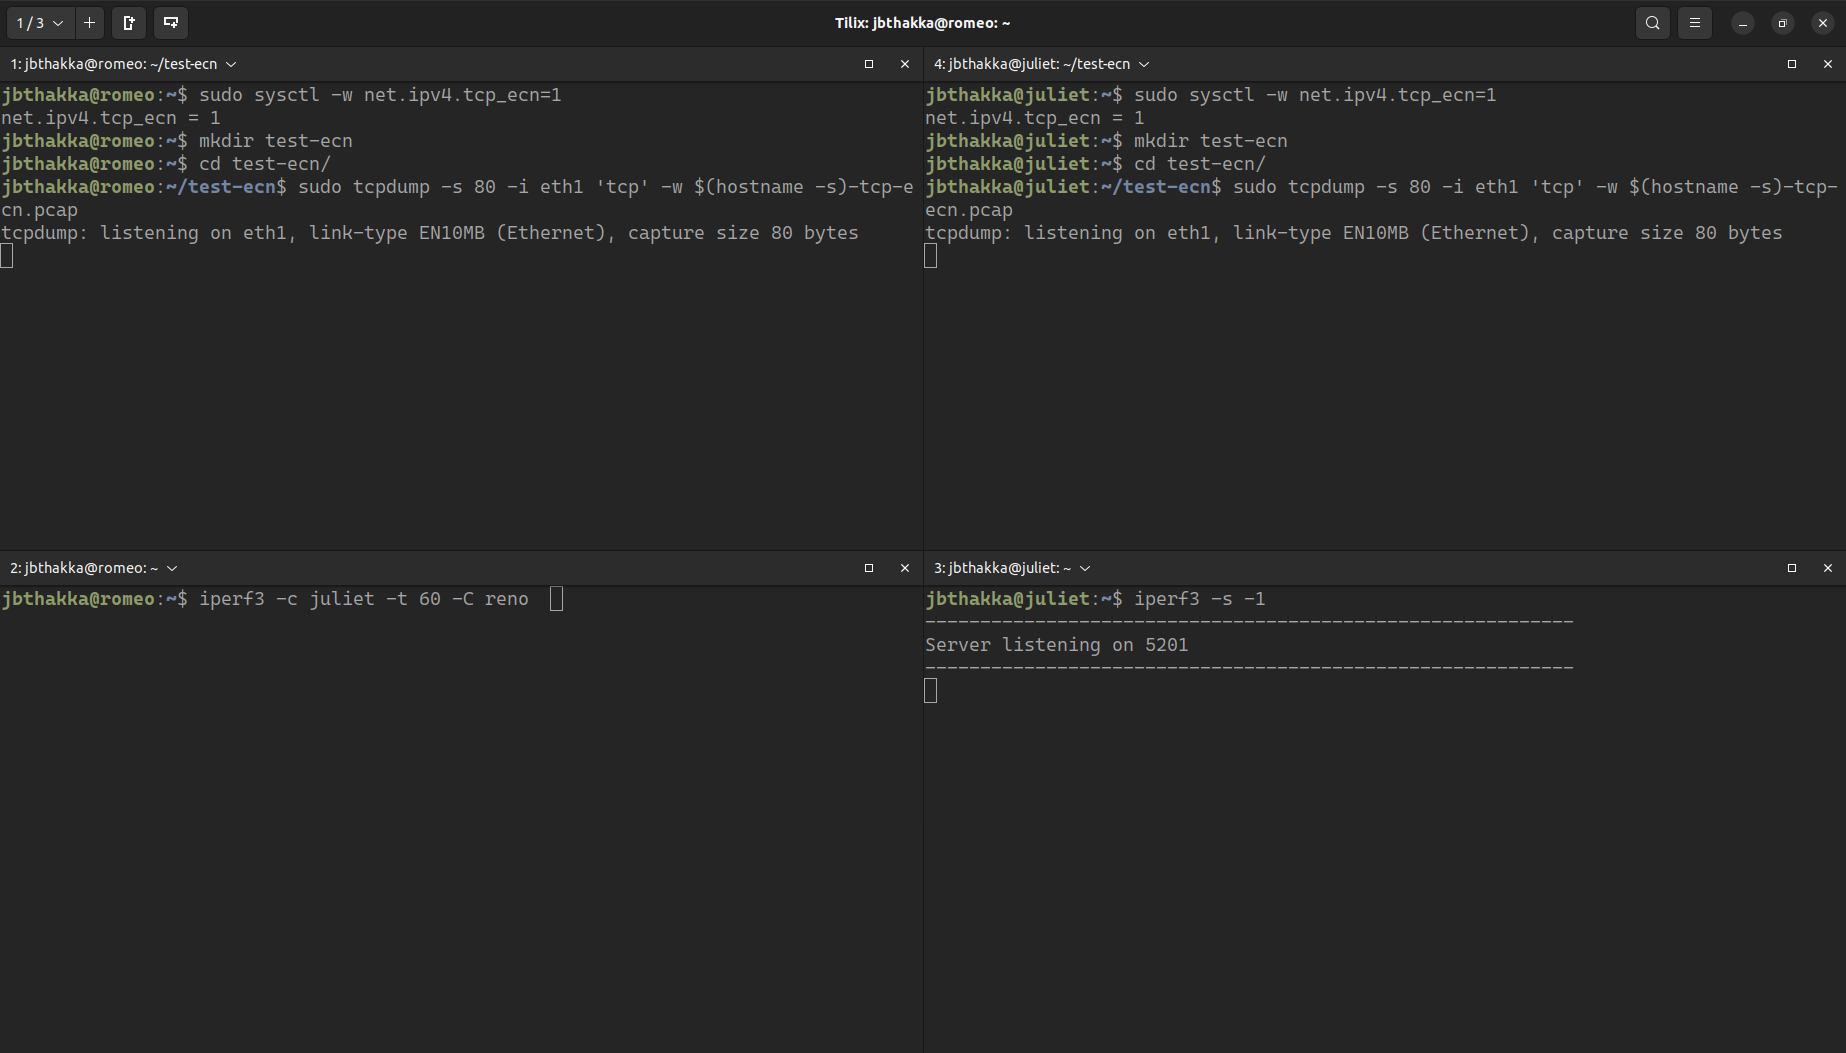 1 / 3
Tilix: jbthakka@romeo: ~
1: jbthakka@romeo: ~/test-ecn
jbthakka@romeo:~$ sudo sysctl -w net.ipv4.tcp_ecn=1
net.ipv4.tcp_ecn = 1
jbthakka@romeo:~$ mkdir test-ecn
jbthakka@romeo:~$ cd test-ecn/
jbthakka@romeo:~/test-ecn$ sudo tcpdump -s 80 -i eth1 'tcp' -w $(hostname -s)-tcp-e
cn.pcap
tcpdump: listening on eth1, link-type EN10MB (Ethernet), capture size 80 bytes
4: jbthakka@juliet: ~/test-ecn
jbthakka@juliet:~$ sudo sysctl -w net.ipv4.tcp_ecn=1
net.ipv4.tcp_ecn = 1
jbthakka@juliet:~$ mkdir test-ecn
jbthakka@juliet:~$ cd test-ecn/
jbthakka@juliet:~/test-ecn$ sudo tcpdump -s 80 -i eth1 'tcp' -w $(hostname -s)-tcp-
ecn.pcap
tcpdump: listening on eth1, link-type EN10MB (Ethernet), capture size 80 bytes
2: jbthakka@romeo: ~
jbthakka@romeo:~$ iperf3 -c juliet -t 60 -C reno
3: jbthakka@juliet: ~
jbthakka@juliet:~$ iperf3 -s -1
-----------------------------------------------------------
Server listening on 5201
-----------------------------------------------------------